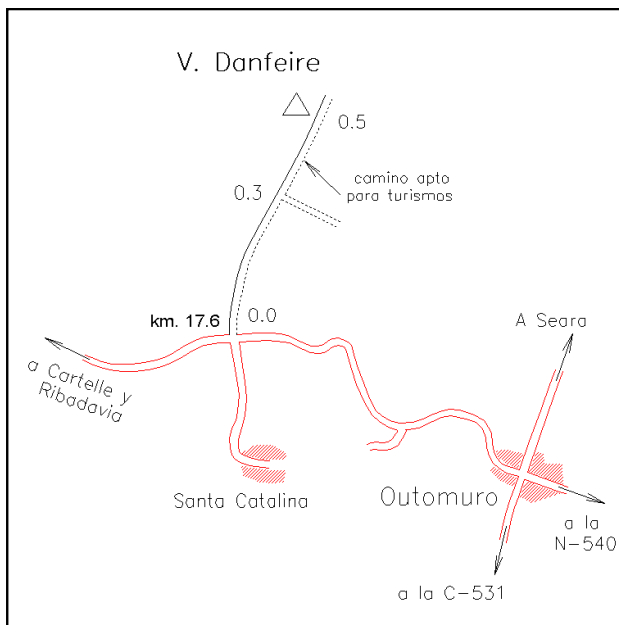 V. Danfeire
0.5
camino apto
para turismos
0.3
km. 17.6
0.0
A Seara
a Cartelle y
Ribadavia
Santa Catalina
Outomuro
a la
N-540
a la C-531